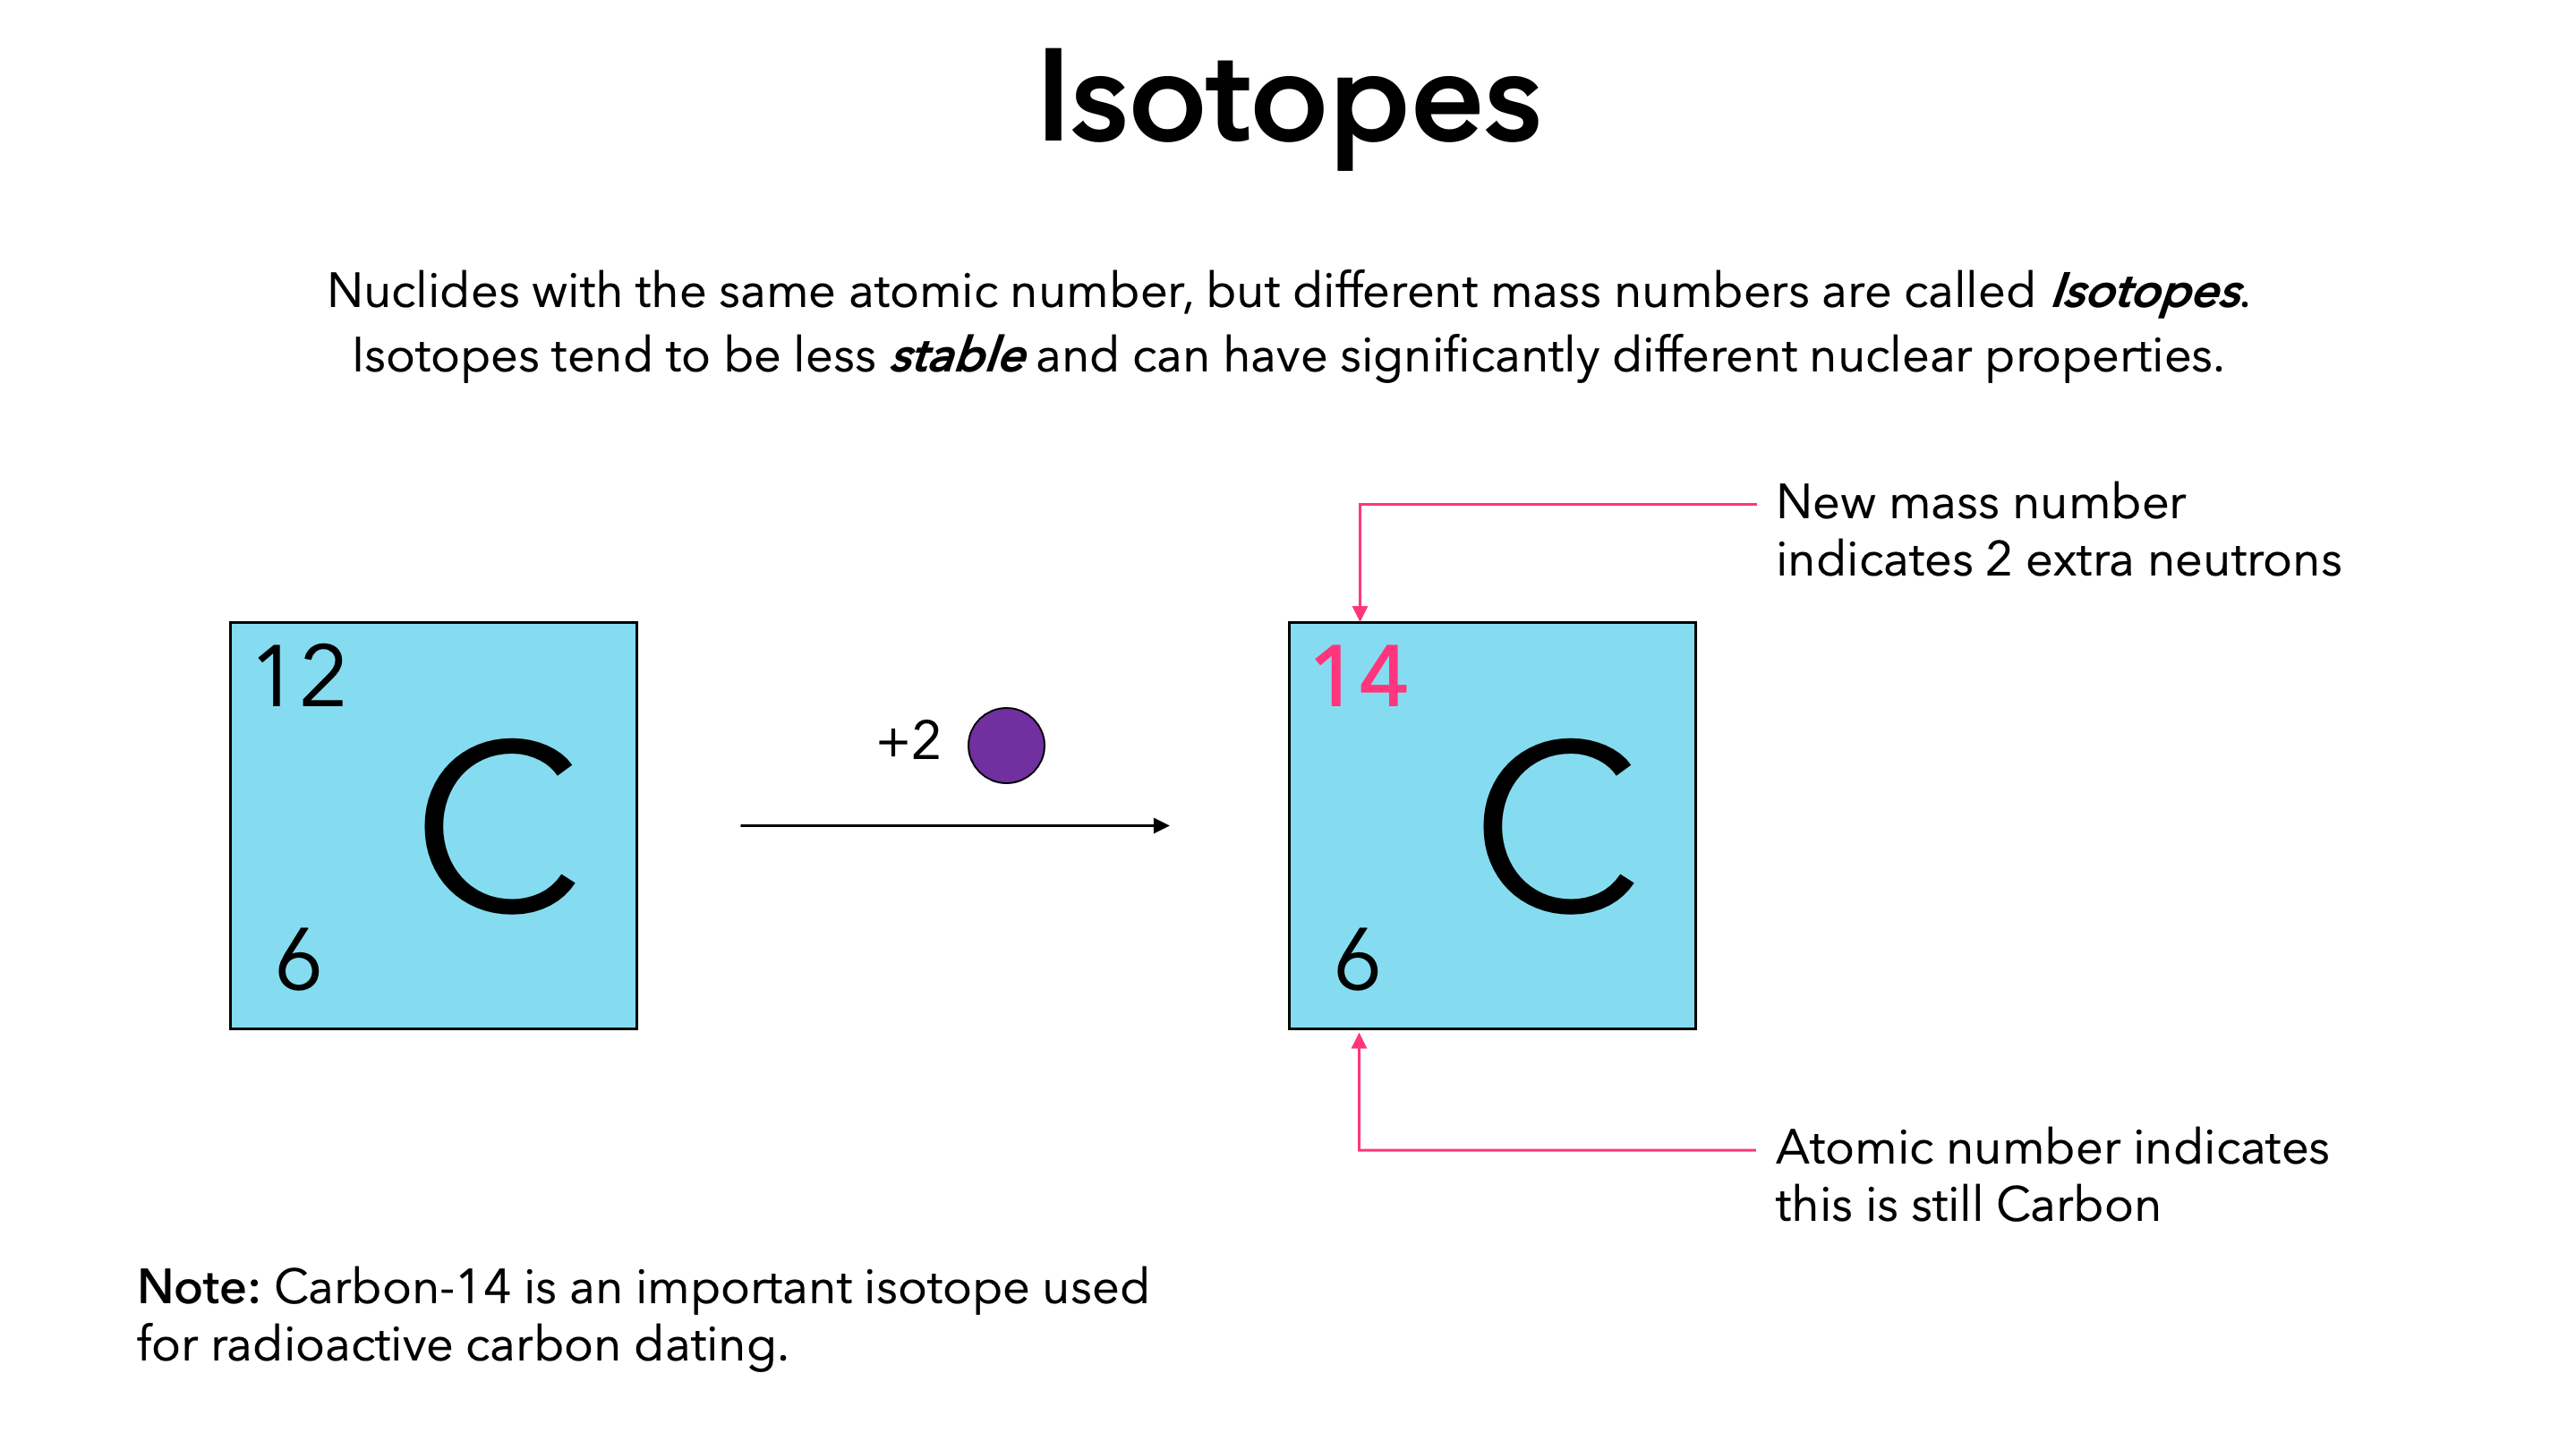 Isotopes
Nuclides with the same atomic number, but different mass numbers are called Isotopes.
Isotopes tend to be less stable and can have significantly different nuclear properties.
New mass number
indicates 2 extra neutrons
12
C
6
+2
14
C
6
Atomic number indicates
this is still Carbon
Note: Carbon-14 is an important isotope used
for radioactive carbon dating.